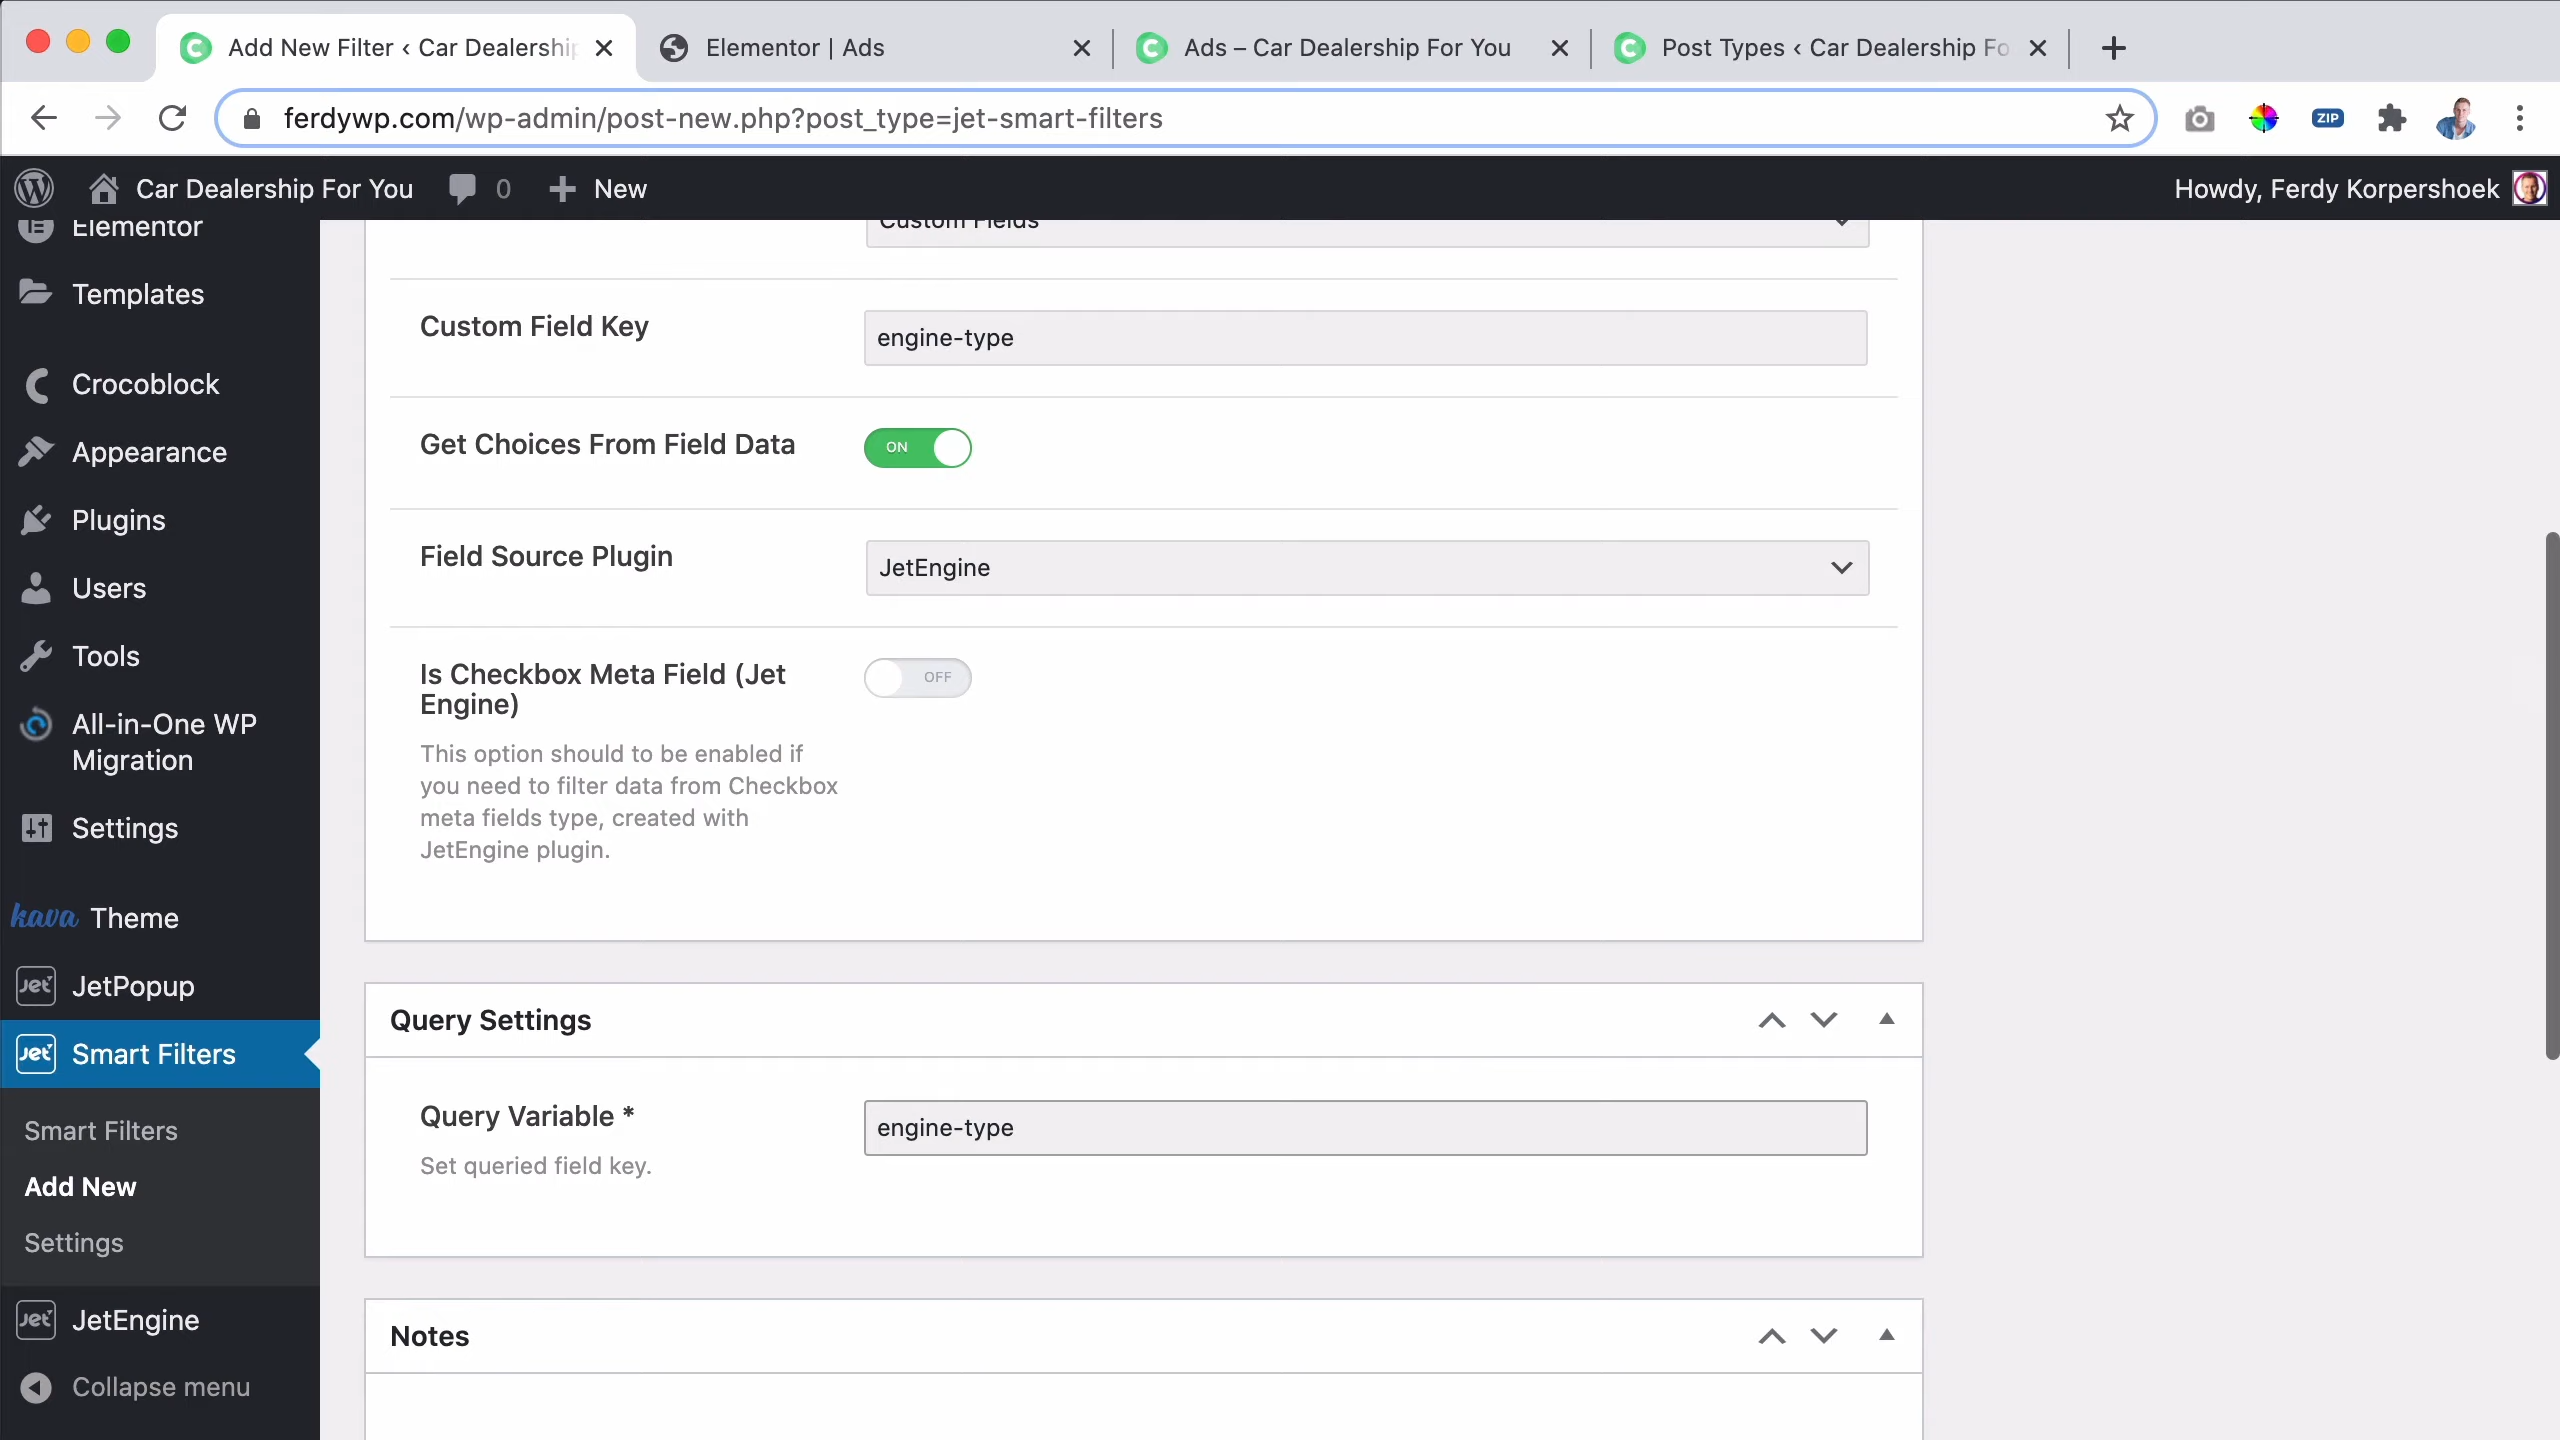 Add New Filter ‹ Car Dealership
Elementor | Ads
Ads – Car Dealership For You
Post Types ‹ Car Dealership Fo
ferdywp.com/wp-admin/post-new.php?post_type=jet-smart-filters
ZIP
Car Dealership For You
0
New
Howdy, Ferdy Korpershoek
Elementor
Templates
Crocoblock
Appearance
Plugins
Users
Tools
All-in-One WP
Migration
Settings
kava Theme
Jet JetPopup
Jet Smart Filters
Smart Filters
Add New
Settings
Jet JetEngine
Collapse menu
Custom Fields
Custom Field Key
engine-type
Get Choices From Field Data
ON
Field Source Plugin
JetEngine
Is Checkbox Meta Field (Jet
Engine)
OFF
This option should to be enabled if
you need to filter data from Checkbox
meta fields type, created with
JetEngine plugin.
Query Settings
Query Variable *
engine-type
Set queried field key.
Notes